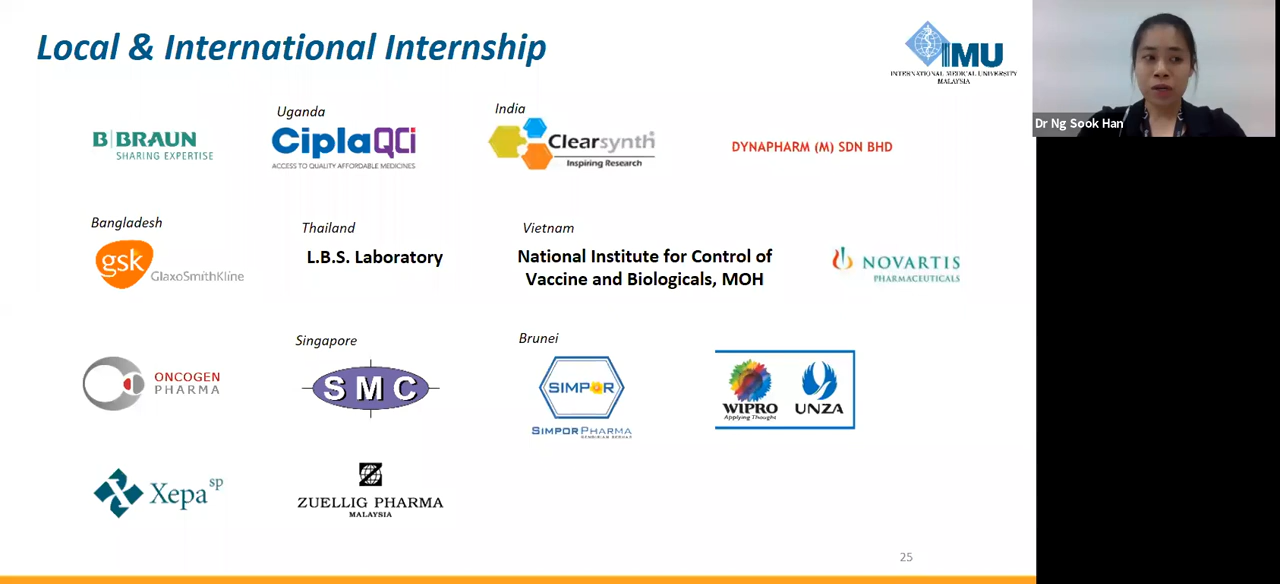 Local & International Internship
IMU
INTERNATIONAL MEDICAL UNIVERSITY
MALAYSIA
Dr Ng Sook Han
B|BRAUN
SHARING EXPERTISE
Uganda
CiplaQCi
ACCESS TO QUALITY AFFORDABLE MEDICINES
India
Clearsynth
Inspiring Research
DYNAPHARM (M) SDN BHD
Bangladesh
gsk
GlaxoSmithKline
Thailand
L.B.S. Laboratory
Vietnam
National Institute for Control of
Vaccine and Biologicals, MOH
NOVARTIS
PHARMACEUTICALS
ONCOGEN
PHARMA
Singapore
SMC
Brunei
SIMPOR
SIMPORPHARMA
SENDIRIAN BERHAD
WIPRO
Applying Thought
UNZA
Xepa sp
ZUELLIG PHARMA
MALAYSIA
25